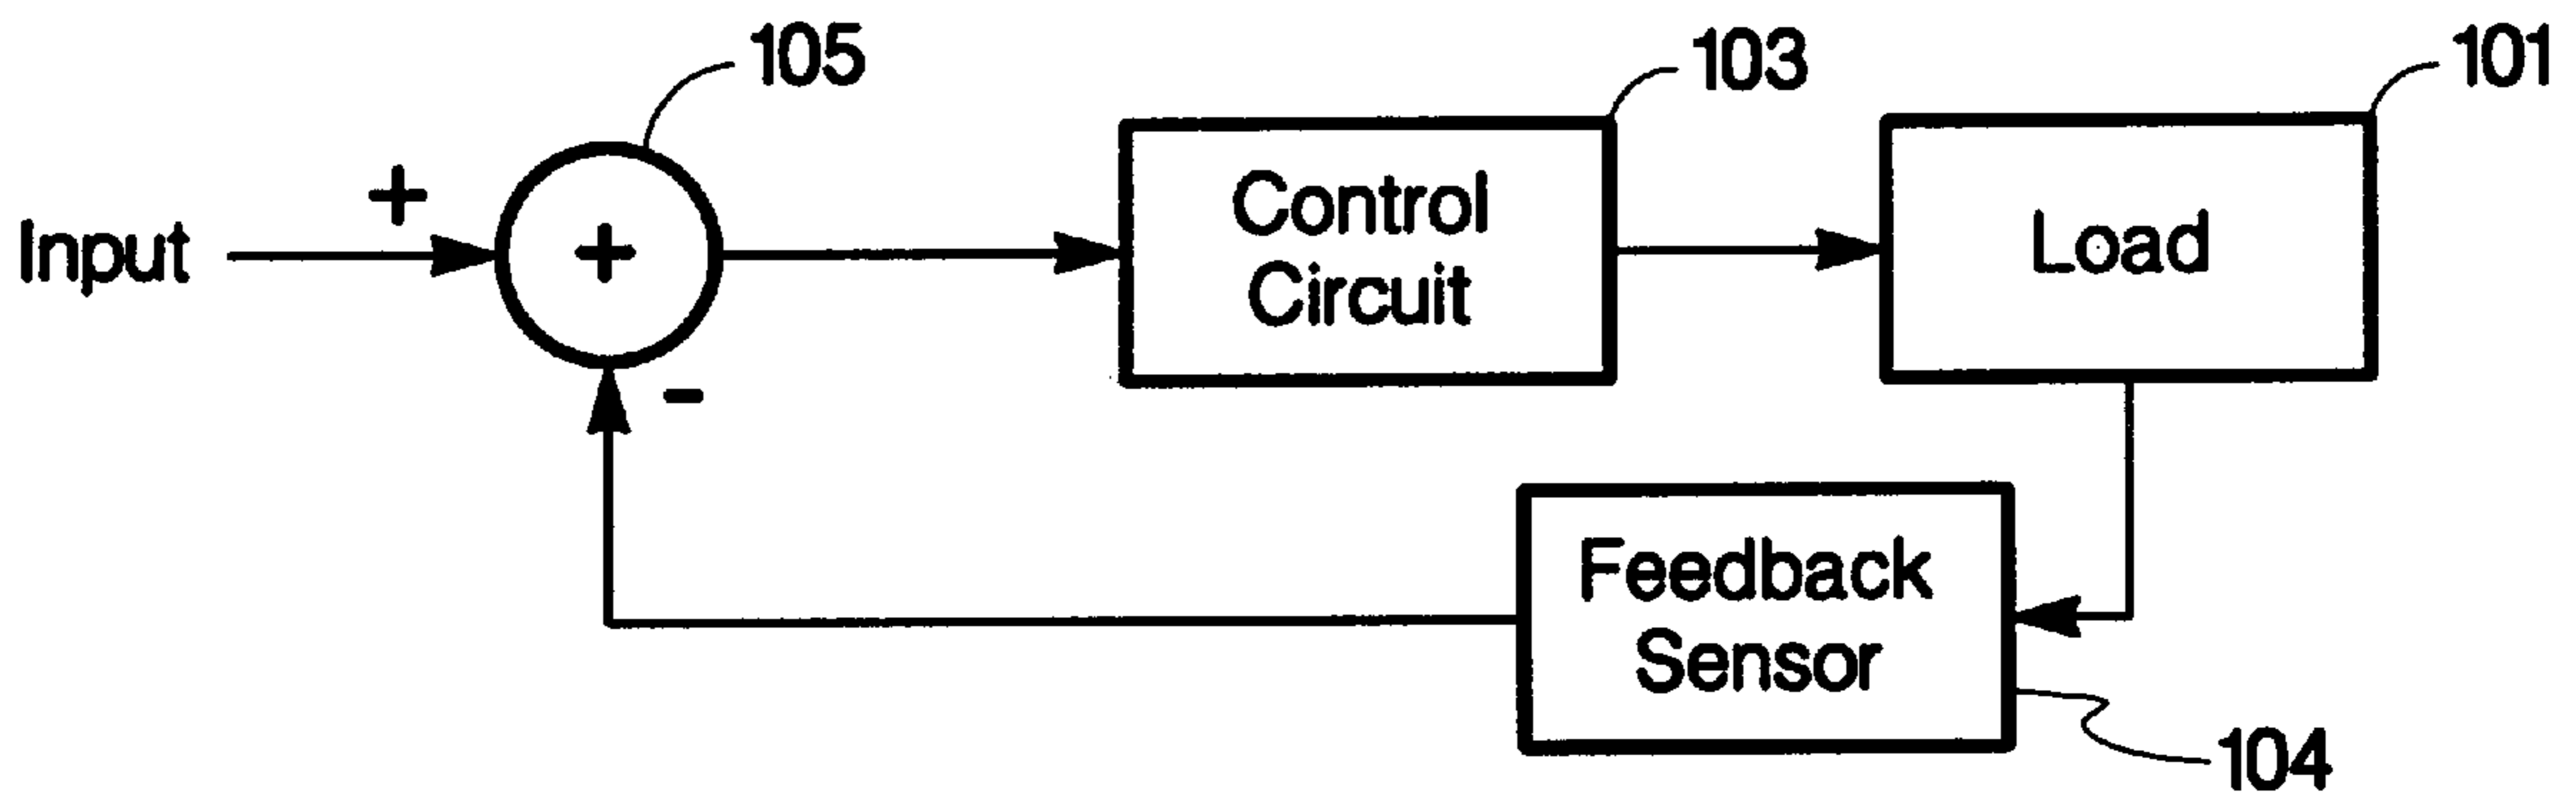 105
103
101
+
Input
+
Control
Circuit
Load
-
Feedback
Sensor
104